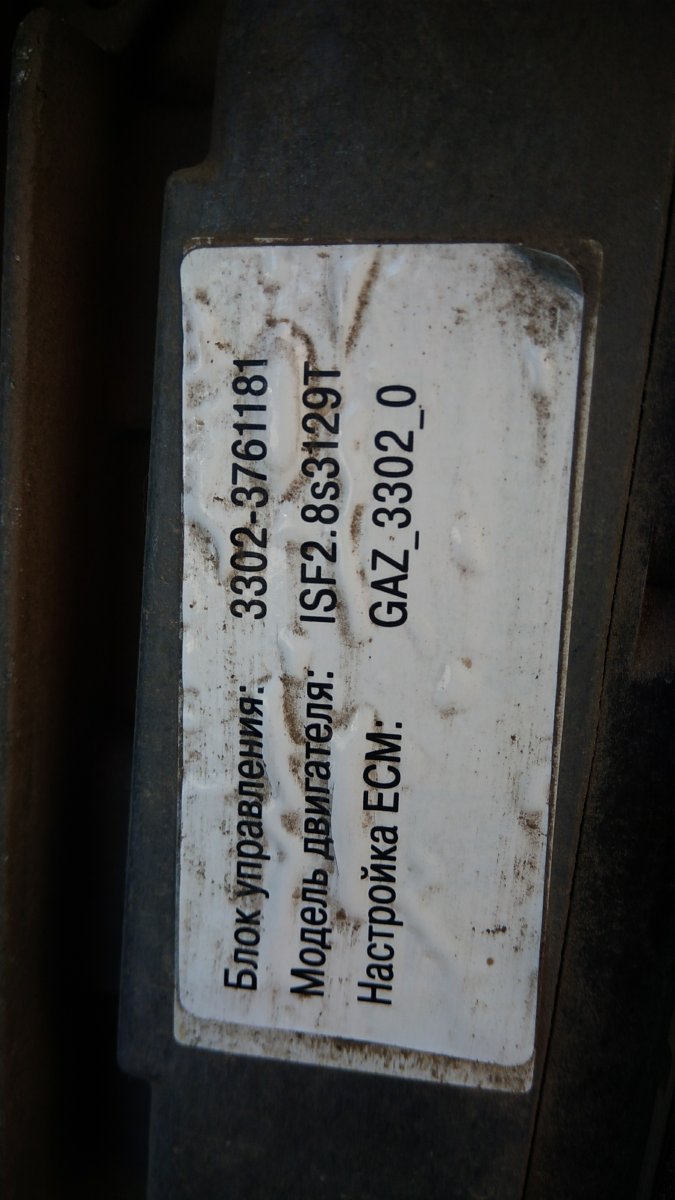 Блок управления: 3302-3761181
Модель двигателя: ISF2.8s3129T
Настройка ECM: GAZ_3302_0